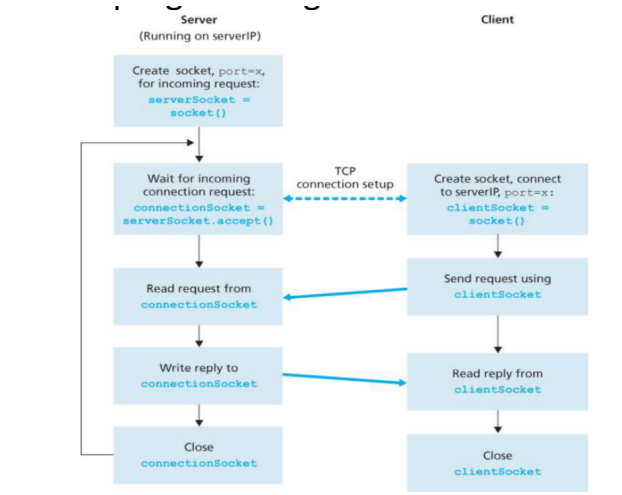 Server
(Running on serverIP)
Create socket, port=x,
for incoming request:
serverSocket =
socket()
Wait for incoming
connection request:
connectionSocket =
serverSocket.accept()
Read request from
connectionSocket
Write reply to
connectionSocket
Close
connectionSocket
TCP
connection setup
Client
Create socket, connect
to serverIP, port=x:
clientSocket =
socket()
Send request using
clientSocket
Read reply from
clientSocket
Close
clientSocket